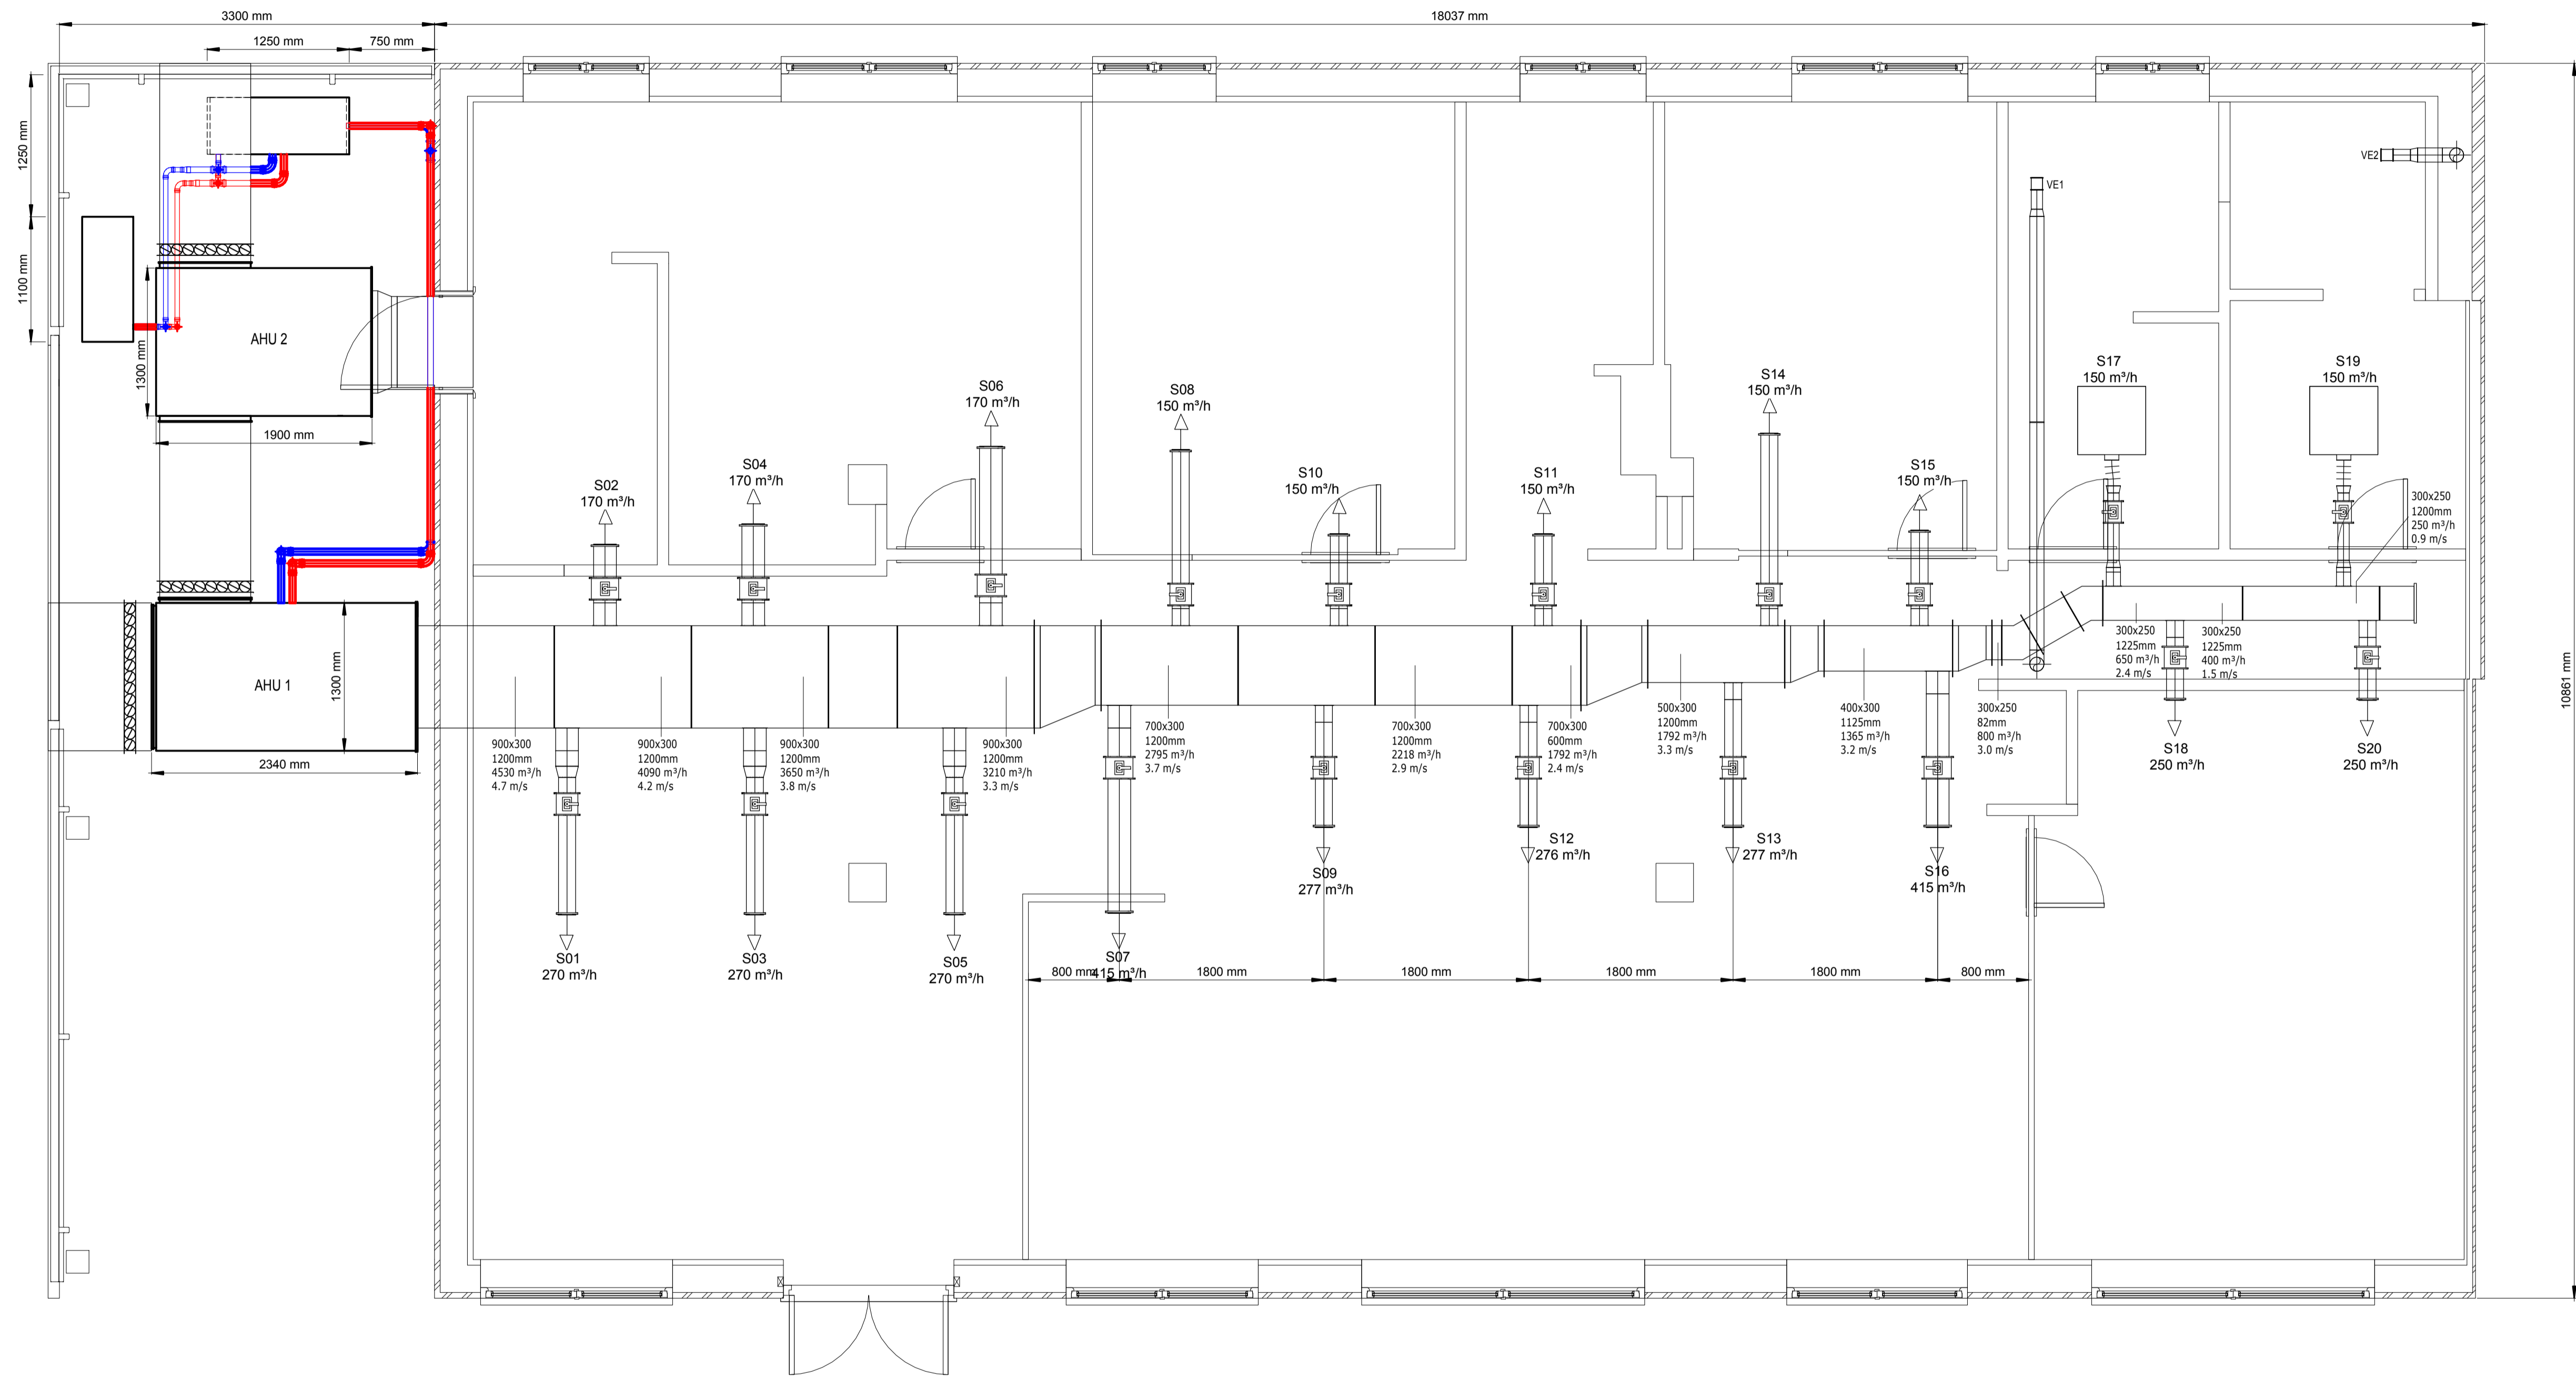 3300 mm
18037 mm
1250 mm
750 mm
1250 mm
1100 mm
VE2
VE1
AHU 2
1300 mm
1900 mm
S02
170 m³/h
S04
170 m³/h
S06
170 m³/h
S08
150 m³/h
S10
150 m³/h
S11
150 m³/h
S14
150 m³/h
S15
150 m³/h
S17
150 m³/h
S19
150 m³/h
300x250
1200mm
250 m³/h
0.9 m/s
AHU 1
1300 mm
2340 mm
900x300
1200mm
4530 m³/h
4.7 m/s
900x300
1200mm
4090 m³/h
4.2 m/s
900x300
1200mm
3650 m³/h
3.8 m/s
900x300
1200mm
3210 m³/h
3.3 m/s
700x300
1200mm
2795 m³/h
3.7 m/s
700x300
1200mm
2218 m³/h
2.9 m/s
700x300
600mm
1792 m³/h
2.4 m/s
500x300
1200mm
1792 m³/h
3.3 m/s
400x300
1125mm
1365 m³/h
3.2 m/s
300x250
82mm
800 m³/h
3.0 m/s
300x250
1225mm
650 m³/h
2.4 m/s
300x250
1225mm
400 m³/h
1.5 m/s
10861 mm
S18
250 m³/h
S20
250 m³/h
S12
276 m³/h
S13
277 m³/h
S09
277 m³/h
S16
415 m³/h
S01
270 m³/h
S03
270 m³/h
S05
270 m³/h
S07
415 m³/h
800 mm
1800 mm
1800 mm
1800 mm
1800 mm
800 mm